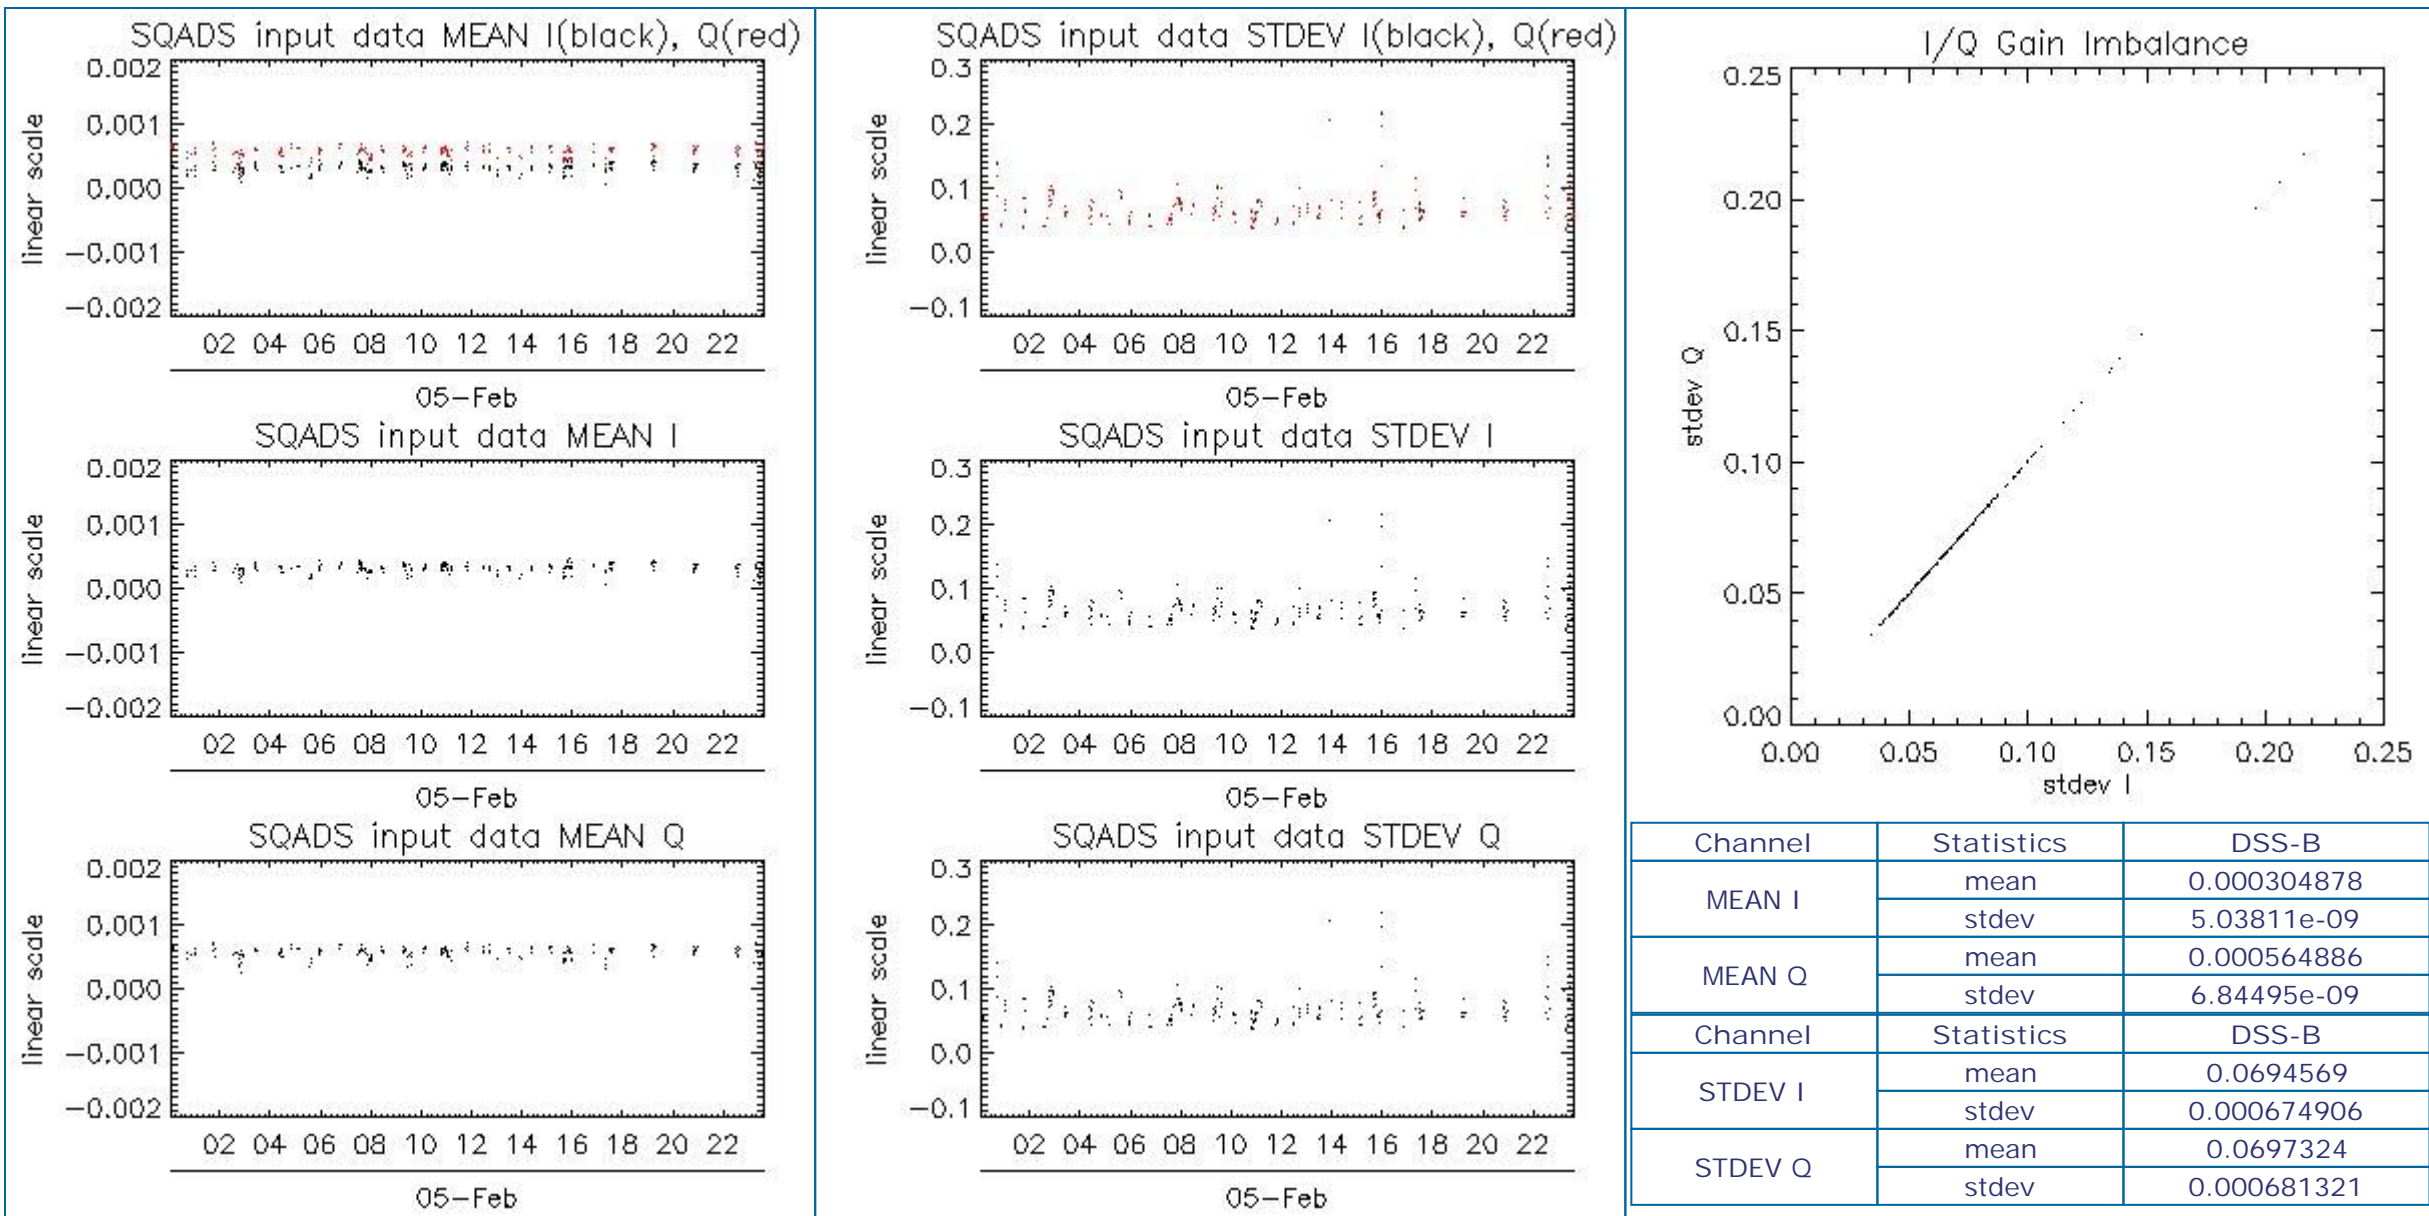 SQADS input data MEAN I(black), Q(red)
0.002
0.001
0.000
−0.001
−0.002
linear scale
02 04 06 08 10 12 14 16 18 20 22
05−Feb
SQADS input data MEAN I
0.002
0.001
0.000
−0.001
−0.002
linear scale
02 04 06 08 10 12 14 16 18 20 22
05−Feb
SQADS input data MEAN Q
0.002
0.001
0.000
−0.001
−0.002
linear scale
02 04 06 08 10 12 14 16 18 20 22
05−Feb
SQADS input data STDEV I(black), Q(red)
0.3
0.2
0.1
0.0
−0.1
linear scale
02 04 06 08 10 12 14 16 18 20 22
05−Feb
SQADS input data STDEV I
0.3
0.2
0.1
0.0
−0.1
linear scale
02 04 06 08 10 12 14 16 18 20 22
05−Feb
SQADS input data STDEV Q
0.3
0.2
0.1
0.0
−0.1
linear scale
02 04 06 08 10 12 14 16 18 20 22
05−Feb
I/Q Gain Imbalance
0.25
0.20
0.15
0.10
0.05
0.00
stdev Q
0.00 0.05 0.10 0.15 0.20 0.25
stdev I
Channel Statistics DSS-B
MEAN I mean 0.000304878
stdev 5.03811e-09
MEAN Q mean 0.000564886
stdev 6.84495e-09
Channel Statistics DSS-B
STDEV I mean 0.0694569
stdev 0.000674906
STDEV Q mean 0.0697324
stdev 0.000681321